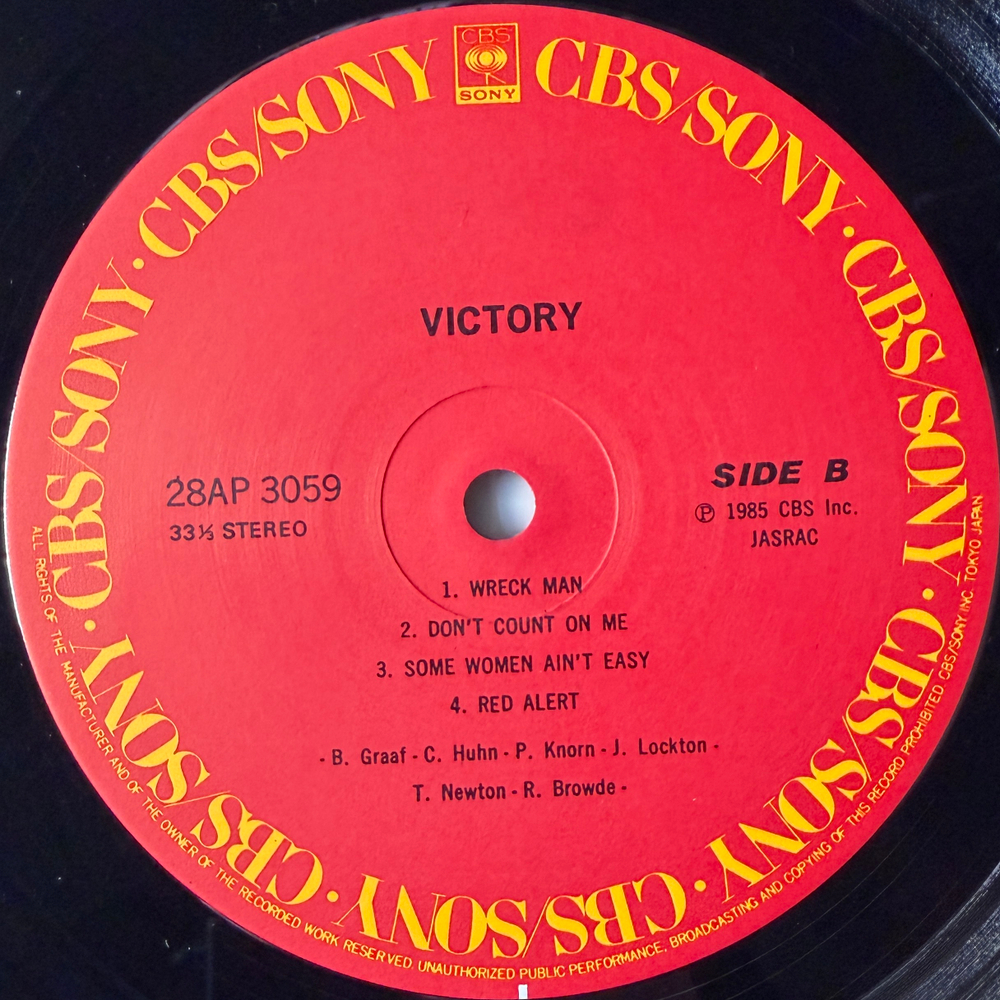 CBS
SONY
CBS/SONY · CBS/SONY · CBS/SONY · CBS/SONY · CBS/SONY · CBS/SONY · CBS/SONY · CBS/SONY
VICTORY
28AP 3059
33⅓ STEREO
SIDE B
Ⓟ 1985 CBS Inc.
JASRAC
1. WRECK MAN
2. DON'T COUNT ON ME
3. SOME WOMEN AIN'T EASY
4. RED ALERT
- B. Graaf - C. Huhn - P. Knorn - J. Lockton -
T. Newton - R. Browde -
ALL RIGHTS OF THE MANUFACTURER AND OF THE OWNER OF THE RECORDED WORK RESERVED. UNAUTHORIZED PUBLIC PERFORMANCE, BROADCASTING AND COPYING OF THIS RECORD PROHIBITED CBS/SONY INC. TOKYO JAPAN